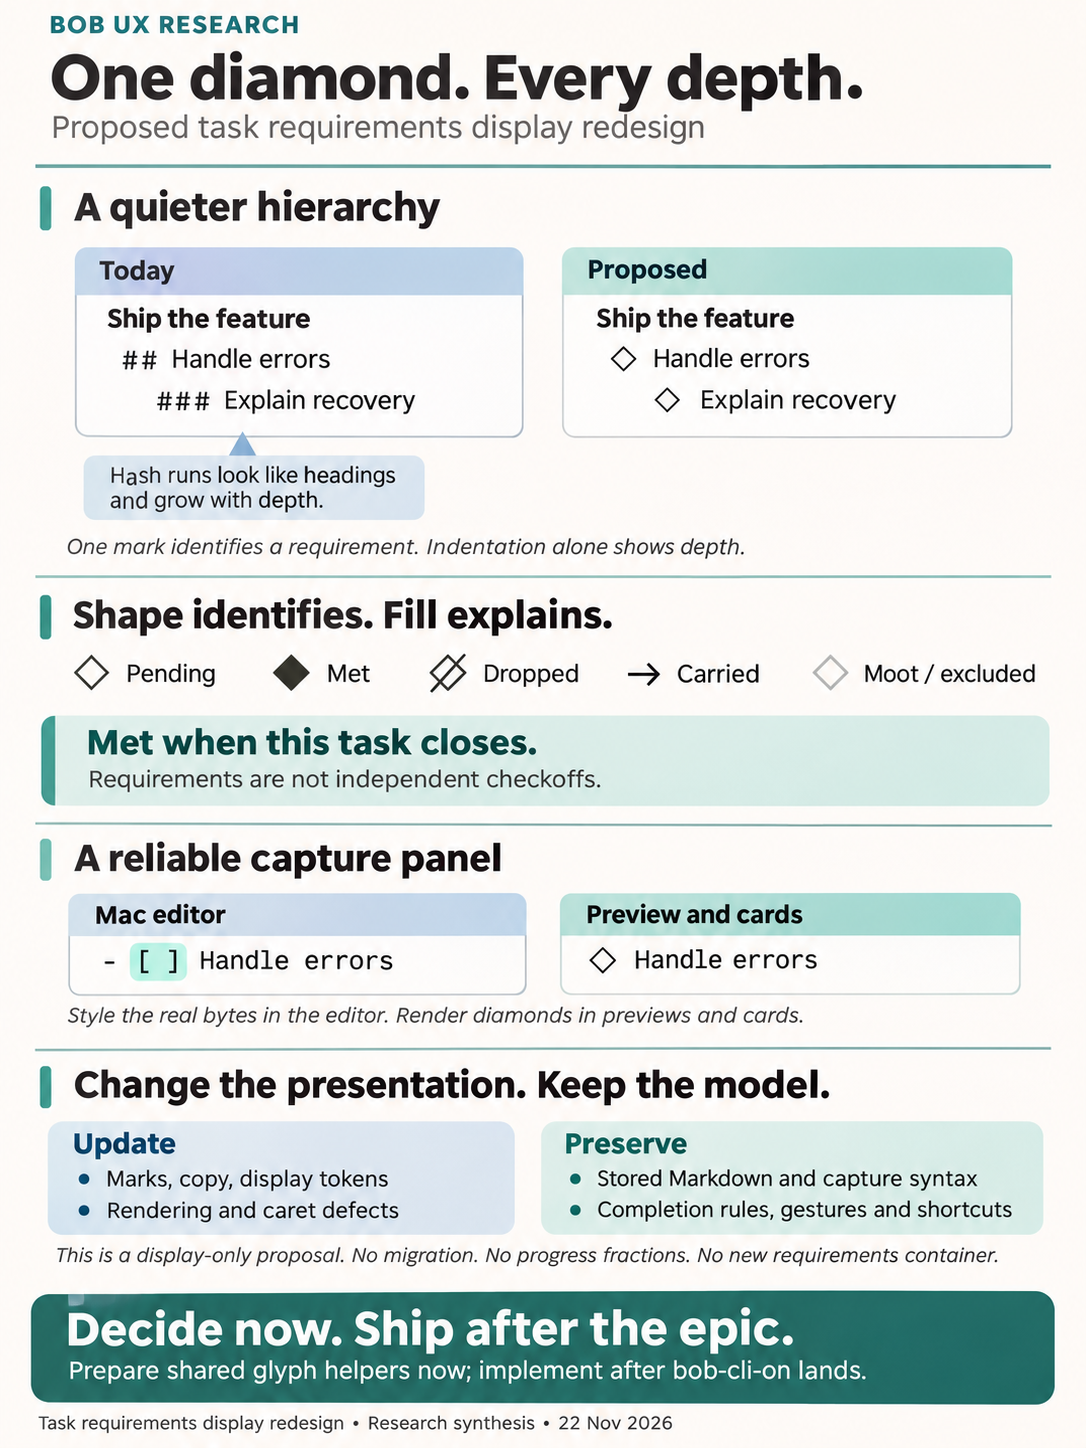 BOB UX RESEARCH
One diamond. Every depth.
Proposed task requirements display redesign
A quieter hierarchy
Today
Ship the feature
## Handle errors
### Explain recovery
Hash runs look like headings
and grow with depth.
Proposed
Ship the feature
◇ Handle errors
◇ Explain recovery
One mark identifies a requirement. Indentation alone shows depth.
Shape identifies. Fill explains.
Pending
Met
Dropped
→ Carried
Moot / excluded
Met when this task closes.
Requirements are not independent checkoffs.
A reliable capture panel
Mac editor
- [ ] Handle errors
Preview and cards
◇ Handle errors
Style the real bytes in the editor. Render diamonds in previews and cards.
Change the presentation. Keep the model.
Update
• Marks, copy, display tokens
• Rendering and caret defects
Preserve
• Stored Markdown and capture syntax
• Completion rules, gestures and shortcuts
This is a display-only proposal. No migration. No progress fractions. No new requirements container.
Decide now. Ship after the epic.
Prepare shared glyph helpers now; implement after bob-cli-on lands.
Task requirements display redesign • Research synthesis • 22 Nov 2026